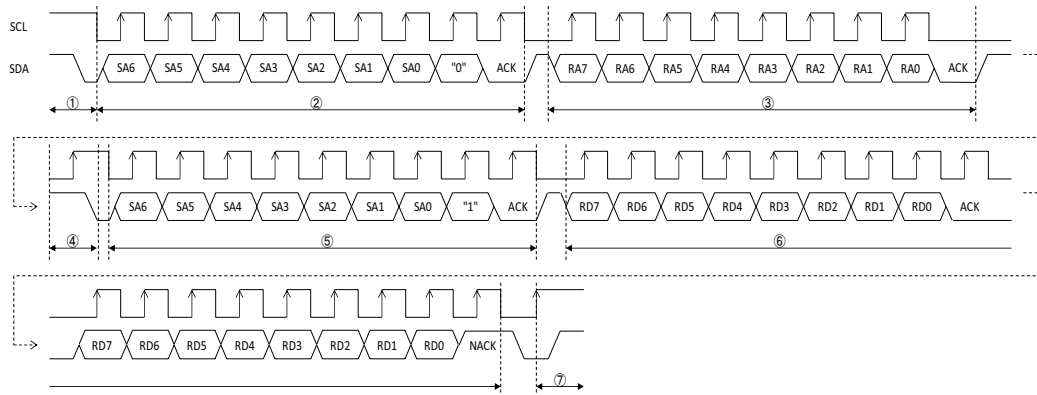 SCL
SDA SA6 SA5 SA4 SA3 SA2 SA1 SA0 "0" ACK RA7 RA6 RA5 RA4 RA3 RA2 RA1 RA0 ACK
① ② ③
SA6 SA5 SA4 SA3 SA2 SA1 SA0 "1" ACK RD7 RD6 RD5 RD4 RD3 RD2 RD1 RD0 ACK
④ ⑤ ⑥
RD7 RD6 RD5 RD4 RD3 RD2 RD1 RD0 NACK
⑦